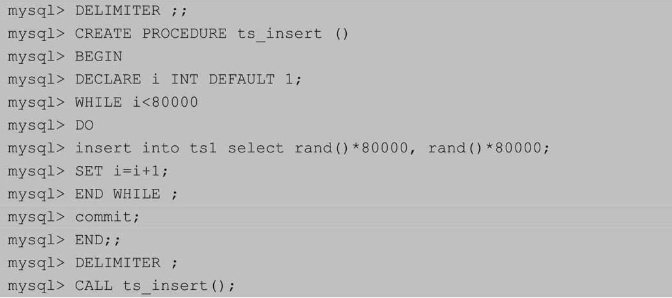 mysql> DELIMITER ;;
mysql> CREATE PROCEDURE ts_insert ()
mysql> BEGIN
mysql> DECLARE i INT DEFAULT 1;
mysql> WHILE i<80000
mysql> DO
mysql> insert into ts1 select rand()*80000, rand()*80000;
mysql> SET i=i+1;
mysql> END WHILE ;
mysql> commit;
mysql> END;;
mysql> DELIMITER ;
mysql> CALL ts_insert();